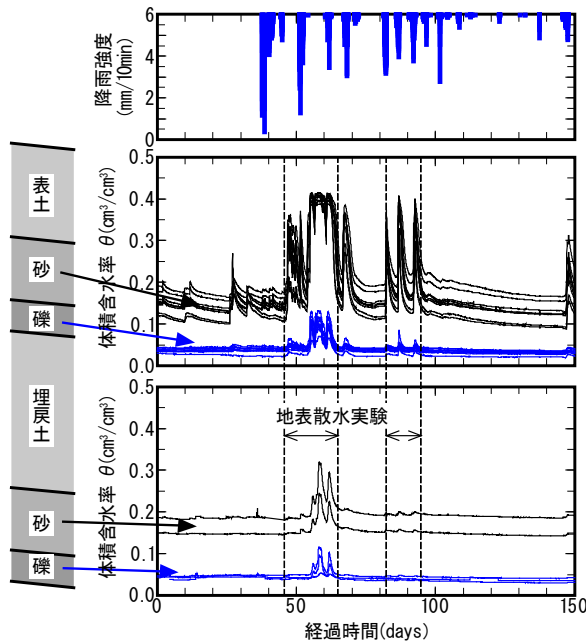 降雨強度
(mm/10min)
0
2
4
6
表土
砂
礫
体積含水率 θ(cm³/cm³)
0.5
0.4
0.3
0.2
0.1
0.0
埋戻土
砂
礫
体積含水率 θ(cm³/cm³)
0.5
0.4
0.3
0.2
0.1
0.0
地表散水実験
0
50
100
150
経過時間(days)